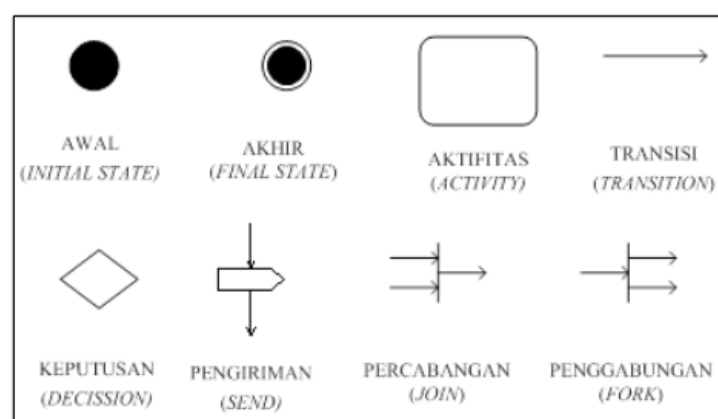 AWAL
(INITIAL STATE)
AKHIR
(FINAL STATE)
AKTIFITAS
(ACTIVITY)
TRANSISI
(TRANSITION)
KEPUTUSAN
(DECISSION)
PENGIRIMAN
(SEND)
PERCABANGAN
(JOIN)
PENGGABUNGAN
(FORK)